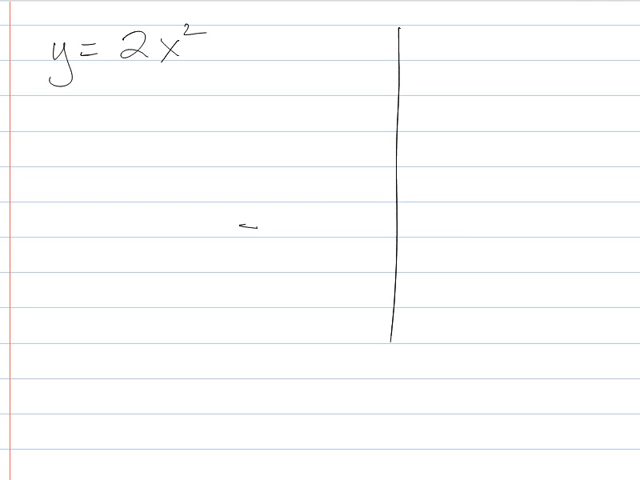 y = 2x²